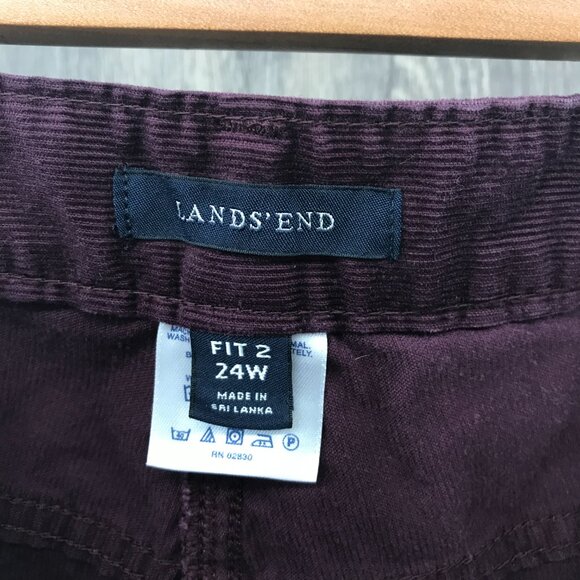 LANDS' END
FIT 2
24W
MADE IN
SRI LANKA
RN 02830